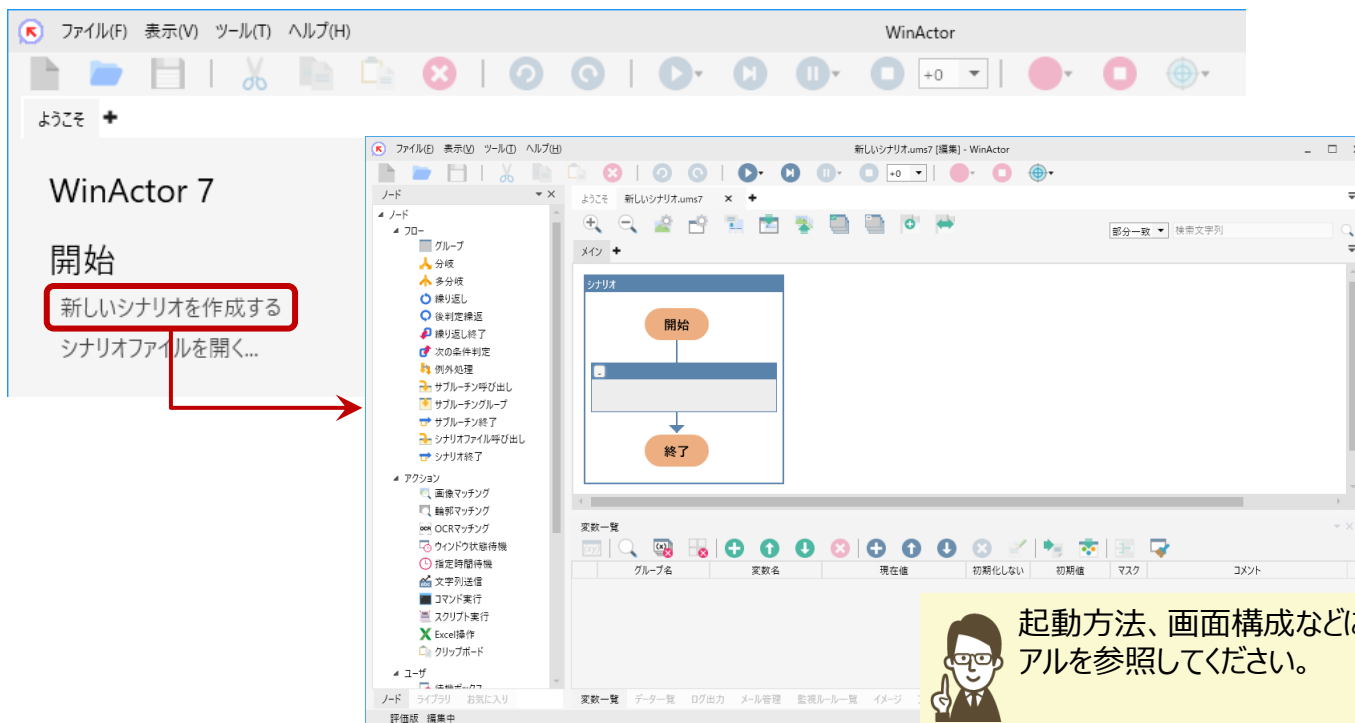 ファイル(F) 表示(V) ツール(T) ヘルプ(H) WinActor
+0
ようこそ
WinActor 7
開始
新しいシナリオを作成する
シナリオファイルを開く...
ファイル(F) 表示(V) ツール(T) ヘルプ(H) 新しいシナリオ.ums7 [編集] - WinActor
+0
ノード
ノード
フロー
グループ
分岐
多分岐
繰り返し
後判定繰返
繰り返し終了
次の条件判定
例外処理
サブルーチン呼び出し
サブルーチングループ
サブルーチン終了
シナリオファイル呼び出し
シナリオ終了
アクション
画像マッチング
輪郭マッチング
OCRマッチング
ウィンドウ状態待機
指定時間待機
文字列送信
コマンド実行
スクリプト実行
Excel操作
クリップボード
ユーザ
ノード ライブラリ お気に入り
評価版 編集中
ようこそ 新しいシナリオ.ums7
部分一致 検索文字列
メイン
シナリオ
開始
終了
変数一覧
グループ名 変数名 現在値 初期化しない 初期値 マスク コメント
変数一覧 データ一覧 ログ出力 メール管理 監視ルール一覧 イメージ
起動方法、画面構成などに
アルを参照してください。